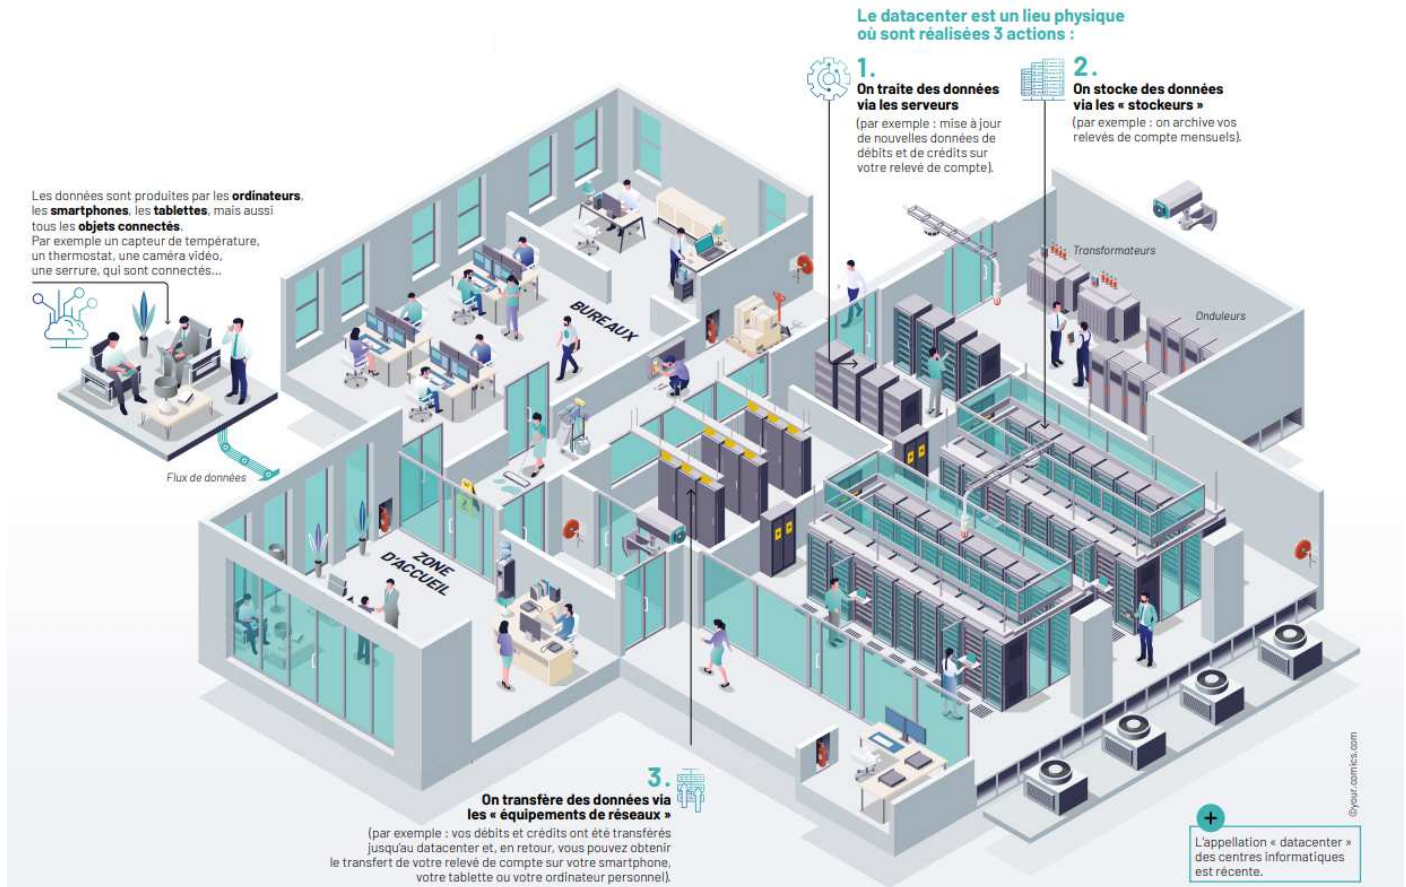 Le datacenter est un lieu physique
où sont réalisées 3 actions :
1.
On traite des données
via les serveurs
(par exemple : mise à jour
de nouvelles données de
débits et de crédits sur
votre relevé de compte).
2.
On stocke des données
via les « stockeurs »
(par exemple : on archive vos
relevés de compte mensuels).
Les données sont produites par les ordinateurs,
les smartphones, les tablettes, mais aussi
tous les objets connectés.
Par exemple un capteur de température,
un thermostat, une caméra vidéo,
une serrure, qui sont connectés...
Transformateurs
Onduleurs
BUREAUX
Flux de données
ZONE
D'ACCUEIL
3.
On transfère des données via
les « équipements de réseaux »
(par exemple : vos débits et crédits ont été transférés
jusqu'au datacenter et, en retour, vous pouvez obtenir
le transfert de votre relevé de compte sur votre smartphone,
votre tablette ou votre ordinateur personnel).
©your.comics.com
+
L'appellation « datacenter »
des centres informatiques
est récente.